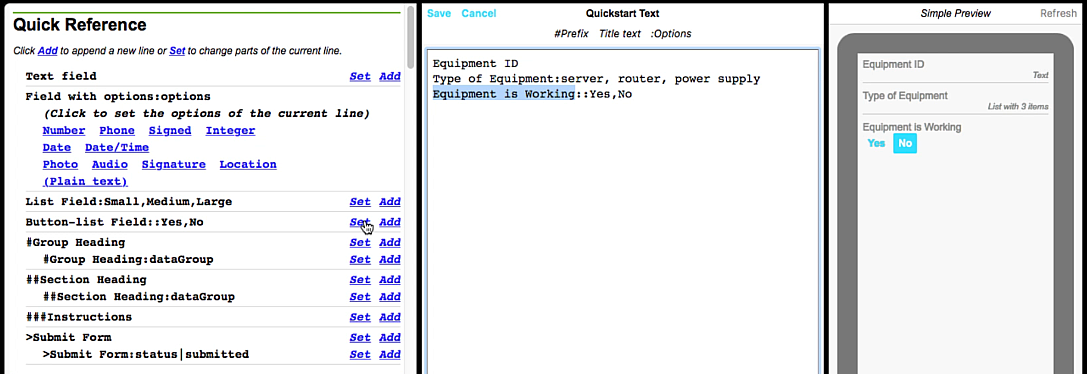 Quick Reference
Click Add to append a new line or Set to change parts of the current line.
Text field Set Add
Field with options:options
(Click to set the options of the current line)
Number Phone Signed Integer
Date Date/Time
Photo Audio Signature Location
(Plain text)
List Field:Small,Medium,Large Set Add
Button-list Field::Yes,No Set Add
#Group Heading Set Add
#Group Heading:dataGroup Set Add
##Section Heading Set Add
##Section Heading:dataGroup Set Add
###Instructions Set Add
>Submit Form Set Add
>Submit Form:status|submitted Set Add
Save Cancel Quickstart Text
#Prefix Title text :Options
Equipment ID
Type of Equipment:server, router, power supply
Equipment is Working::Yes,No
Simple Preview Refresh
Equipment ID
Text
Type of Equipment
List with 3 items
Equipment is Working
Yes No